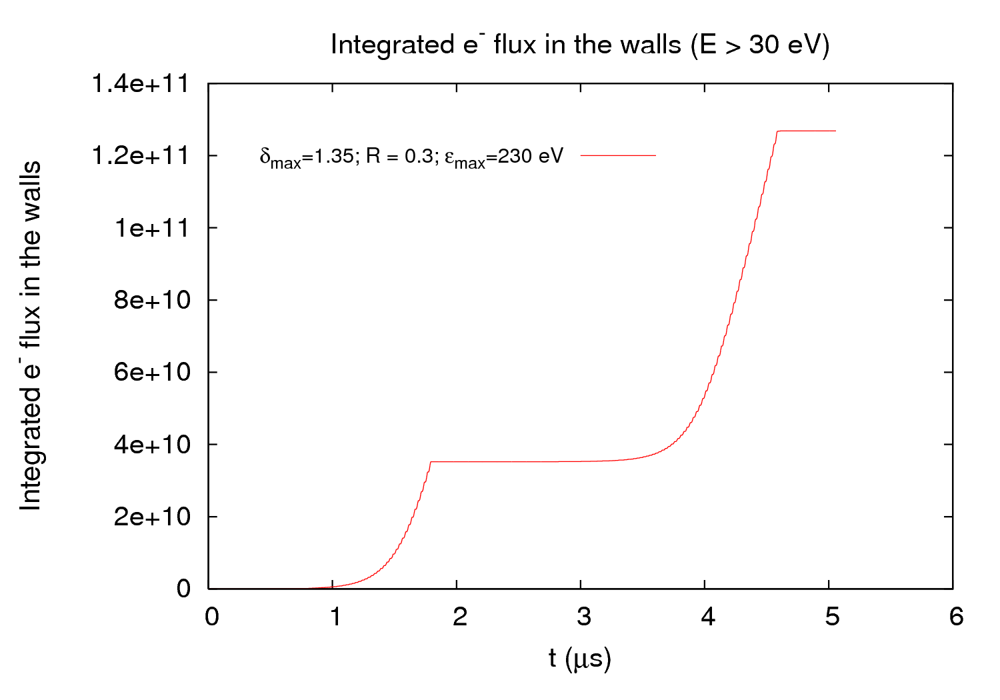 Integrated e⁻ flux in the walls (E > 30 eV)
1.4e+11
1.2e+11
1e+11
8e+10
6e+10
4e+10
2e+10
0
δmax=1.35; R = 0.3; εmax=230 eV
Integrated e⁻ flux in the walls
0 1 2 3 4 5 6
t (μs)